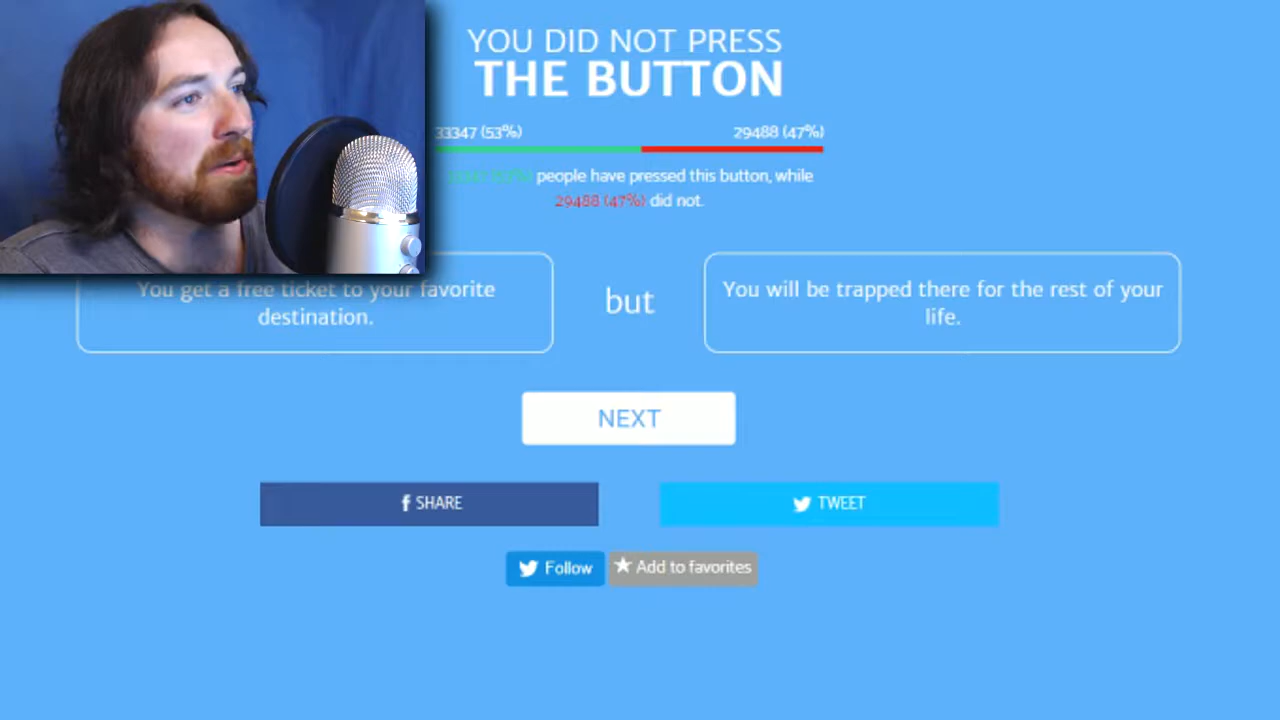 YOU DID NOT PRESS
THE BUTTON
33347 (53%) 29488 (47%)
33347 (53%) people have pressed this button, while
29488 (47%) did not.
You get a free ticket to your favorite
destination.
but
You will be trapped there for the rest of your
life.
NEXT
f SHARE
TWEET
Follow
Add to favorites